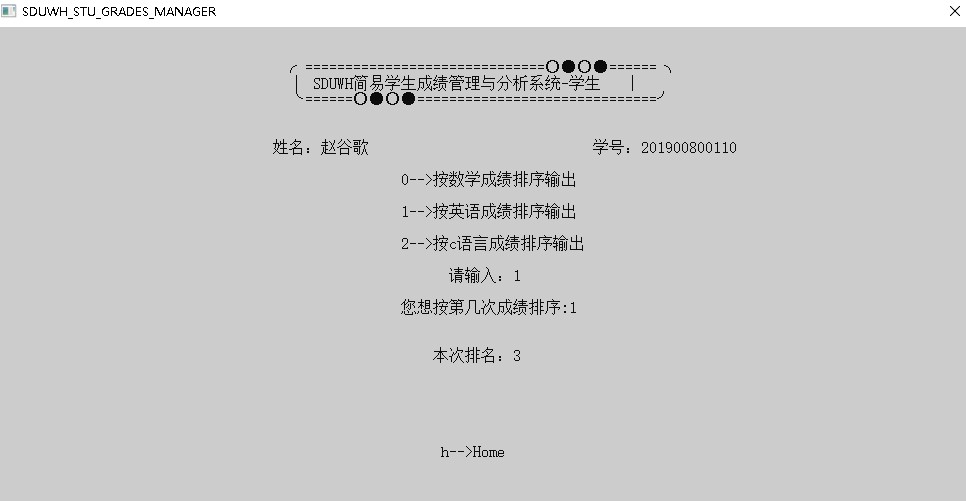 SDUWH_STU_GRADES_MANAGER
╭ ==============================○●○●====== ╮
│ SDUWH简易学生成绩管理与分析系统-学生 │
╰======○●○●==============================╯
姓名：赵谷歌 学号：201900800110
0-->按数学成绩排序输出
1-->按英语成绩排序输出
2-->按c语言成绩排序输出
请输入：1
您想按第几次成绩排序:1
本次排名：3
h-->Home